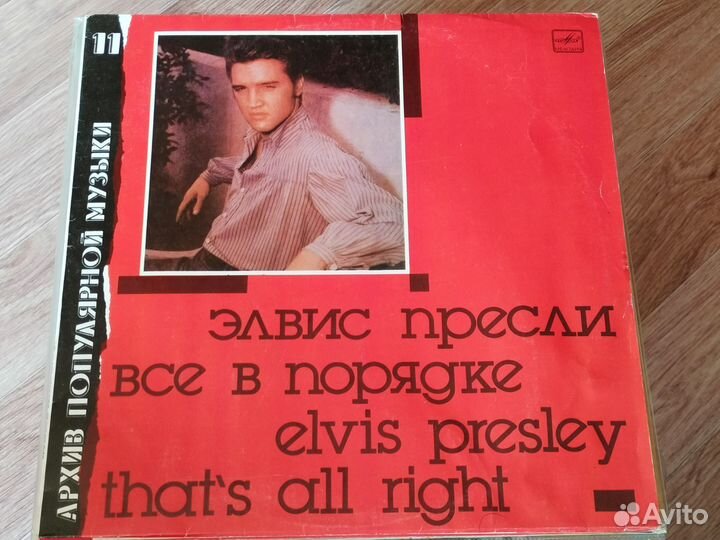 11
АРХИВ ПОПУЛЯРНОЙ МУЗЫКИ
элвис пресли
все в порядке
elvis presley
that's all right
Avito